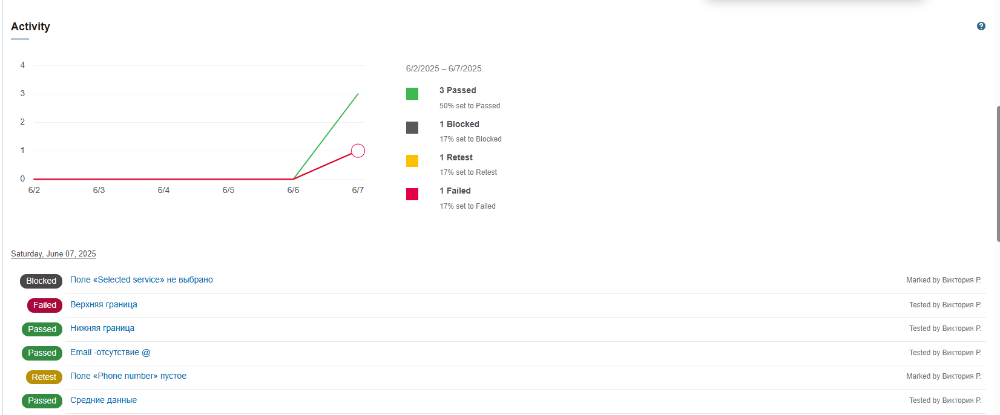 Activity
?
4
3
2
1
0
6/2 6/3 6/4 6/5 6/6 6/7
6/2/2025 – 6/7/2025:
3 Passed
50% set to Passed
1 Blocked
17% set to Blocked
1 Retest
17% set to Retest
1 Failed
17% set to Failed
Saturday, June 07, 2025
Blocked Поле «Selected service» не выбрано Marked by Виктория Р.
Failed Верхняя граница Tested by Виктория Р.
Passed Нижняя граница Tested by Виктория Р.
Passed Email -отсутствие @ Tested by Виктория Р.
Retest Поле «Phone number» пустое Marked by Виктория Р.
Passed Средние данные Tested by Виктория Р.